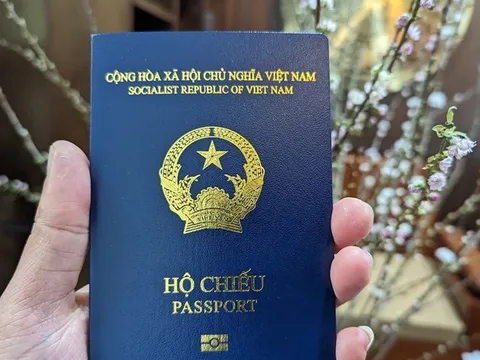 CỘNG HÒA XÃ HỘI CHỦ NGHĨA VIỆT NAM
SOCIALIST REPUBLIC OF VIET NAM
HỘ CHIẾU
PASSPORT